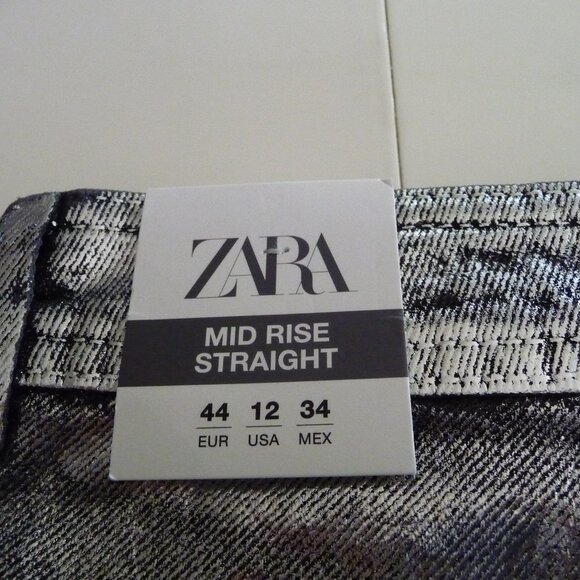 ZARA
MID RISE
STRAIGHT
44 12 34
EUR USA MEX